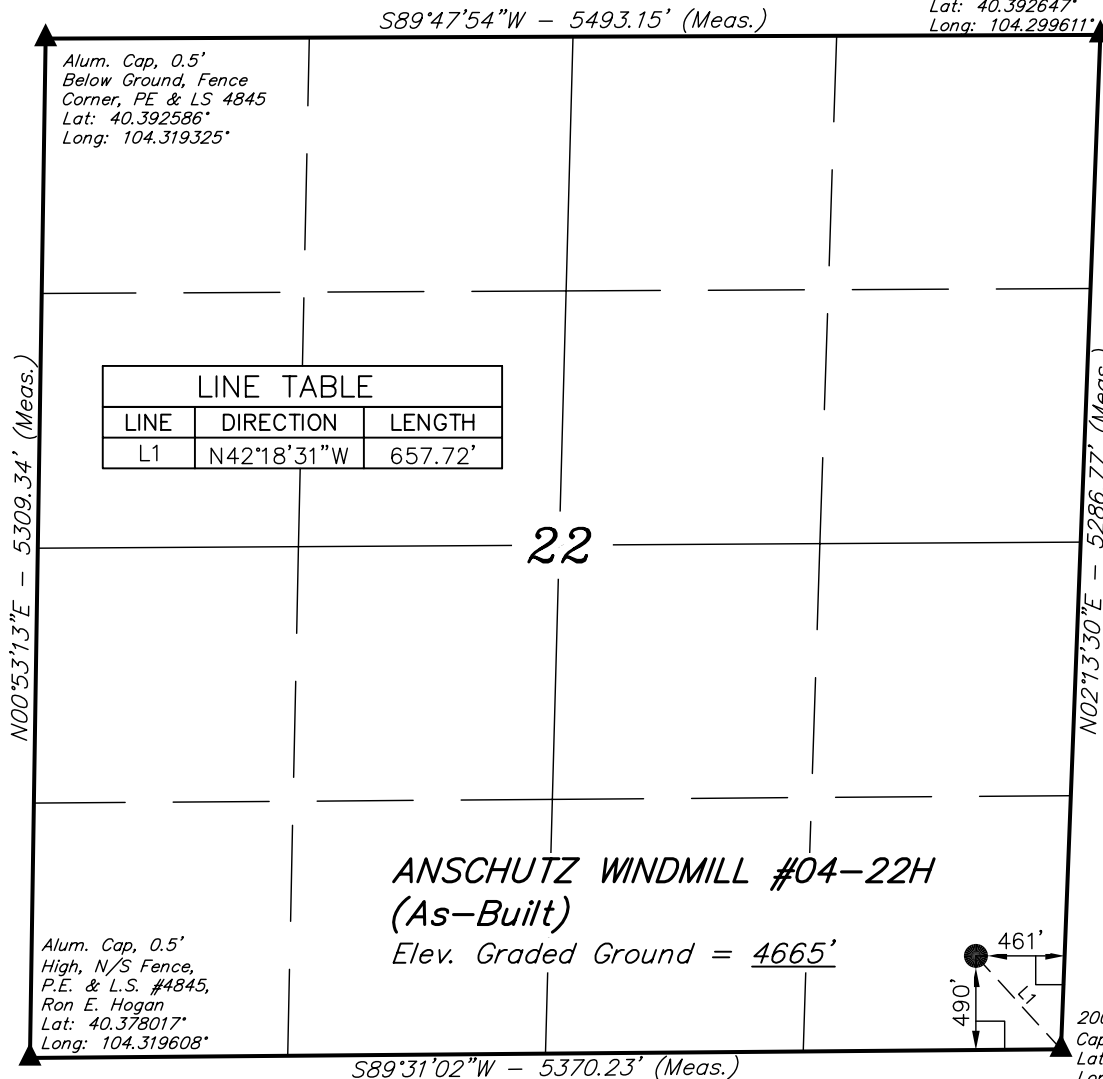 S89°47'54"W - 5493.15' (Meas.)
Lat: 40.392647°
Long: 104.299611°
Alum. Cap, 0.5'
Below Ground, Fence
Corner, PE & LS 4845
Lat: 40.392586°
Long: 104.319325°
N00°53'13"E - 5309.34' (Meas.)
LINE TABLE
LINE DIRECTION LENGTH
L1 N42°18'31"W 657.72'
22
N02°13'30"E - 5286.77' (Meas.)
ANSCHUTZ WINDMILL #04-22H
(As-Built)
Elev. Graded Ground = 4665'
461'
490'
L1
Alum. Cap, 0.5'
High, N/S Fence,
P.E. & L.S. #4845,
Ron E. Hogan
Lat: 40.378017°
Long: 104.319608°
S89°31'02"W - 5370.23' (Meas.)
Cap
Lat